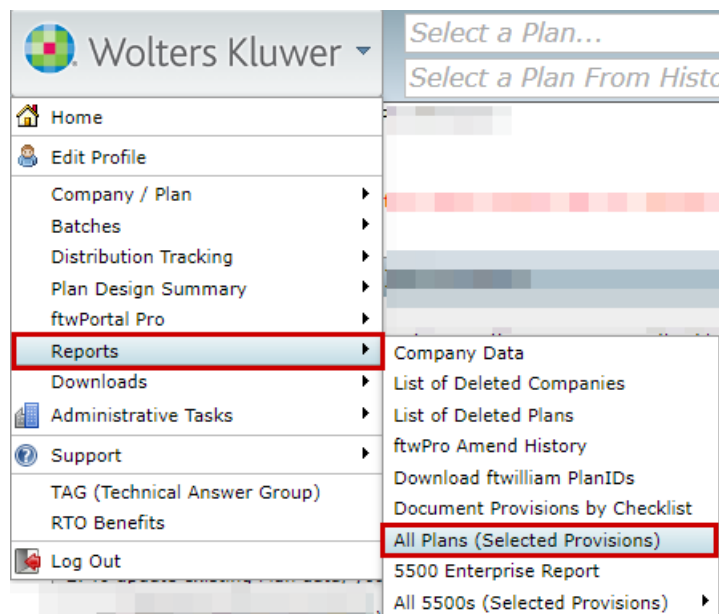 Wolters Kluwer
Select a Plan...
Select a Plan From Histo
Home
Edit Profile
Company / Plan
Batches
Distribution Tracking
Plan Design Summary
ftwPortal Pro
Reports
Downloads
Administrative Tasks
Support
TAG (Technical Answer Group)
RTO Benefits
Log Out
Company Data
List of Deleted Companies
List of Deleted Plans
ftwPro Amend History
Download ftwilliam PlanIDs
Document Provisions by Checklist
All Plans (Selected Provisions)
5500 Enterprise Report
All 5500s (Selected Provisions)